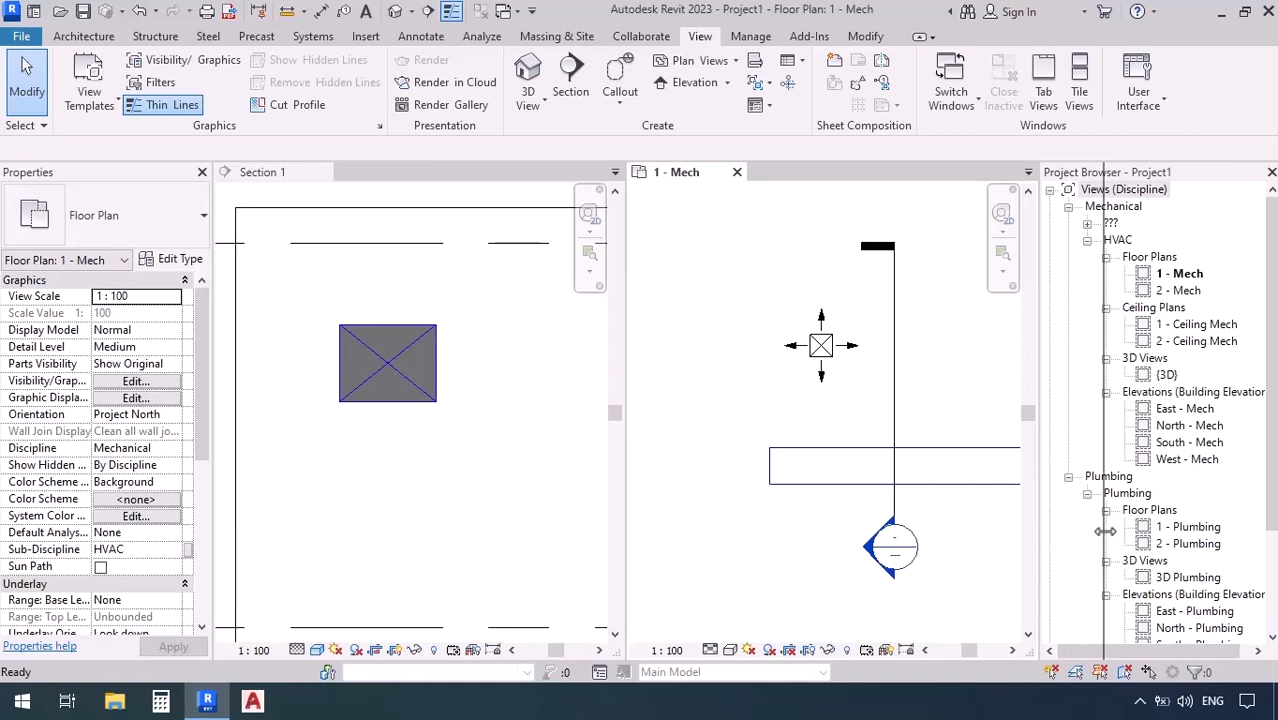 Autodesk Revit 2023 - Project1 - Floor Plan: 1 - Mech
Sign In
File Architecture Structure Steel Precast Systems Insert Annotate Analyze Massing & Site Collaborate View Manage Add-Ins Modify
Modify
View Templates
Visibility/ Graphics
Filters
Thin Lines
Show Hidden Lines
Remove Hidden Lines
Cut Profile
Render
Render in Cloud
Render Gallery
3D View
Section
Callout
Plan Views
Elevation
Switch Windows
Close Inactive
Tab Views
Tile Views
User Interface
Select Graphics Presentation Create Sheet Composition Windows
Properties
Floor Plan
Floor Plan: 1 - Mech
Edit Type
Graphics
View Scale 1 : 100
Scale Value 1: 100
Display Model Normal
Detail Level Medium
Parts Visibility Show Original
Visibility/Grap... Edit...
Graphic Displa... Edit...
Orientation Project North
Wall Join Display Clean all wall jo...
Discipline Mechanical
Show Hidden ... By Discipline
Color Scheme ... Background
Color Scheme <none>
System Color ... Edit...
Default Analys... None
Sub-Discipline HVAC
Sun Path
Underlay
Range: Base Le... None
Range: Top Le... Unbounded
Underlay Orie... Look down
Properties help
Apply
Section 1
2D
1 : 100
1 - Mech
2D
1 : 100
Project Browser - Project1
Views (Discipline)
Mechanical
???
HVAC
Floor Plans
1 - Mech
2 - Mech
Ceiling Plans
1 - Ceiling Mech
2 - Ceiling Mech
3D Views
{3D}
Elevations (Building Elevation
East - Mech
North - Mech
South - Mech
West - Mech
Plumbing
Plumbing
Floor Plans
1 - Plumbing
2 - Plumbing
3D Views
3D Plumbing
Elevations (Building Elevation
East - Plumbing
North - Plumbing
Ready
:0
Main Model
:0
ENG